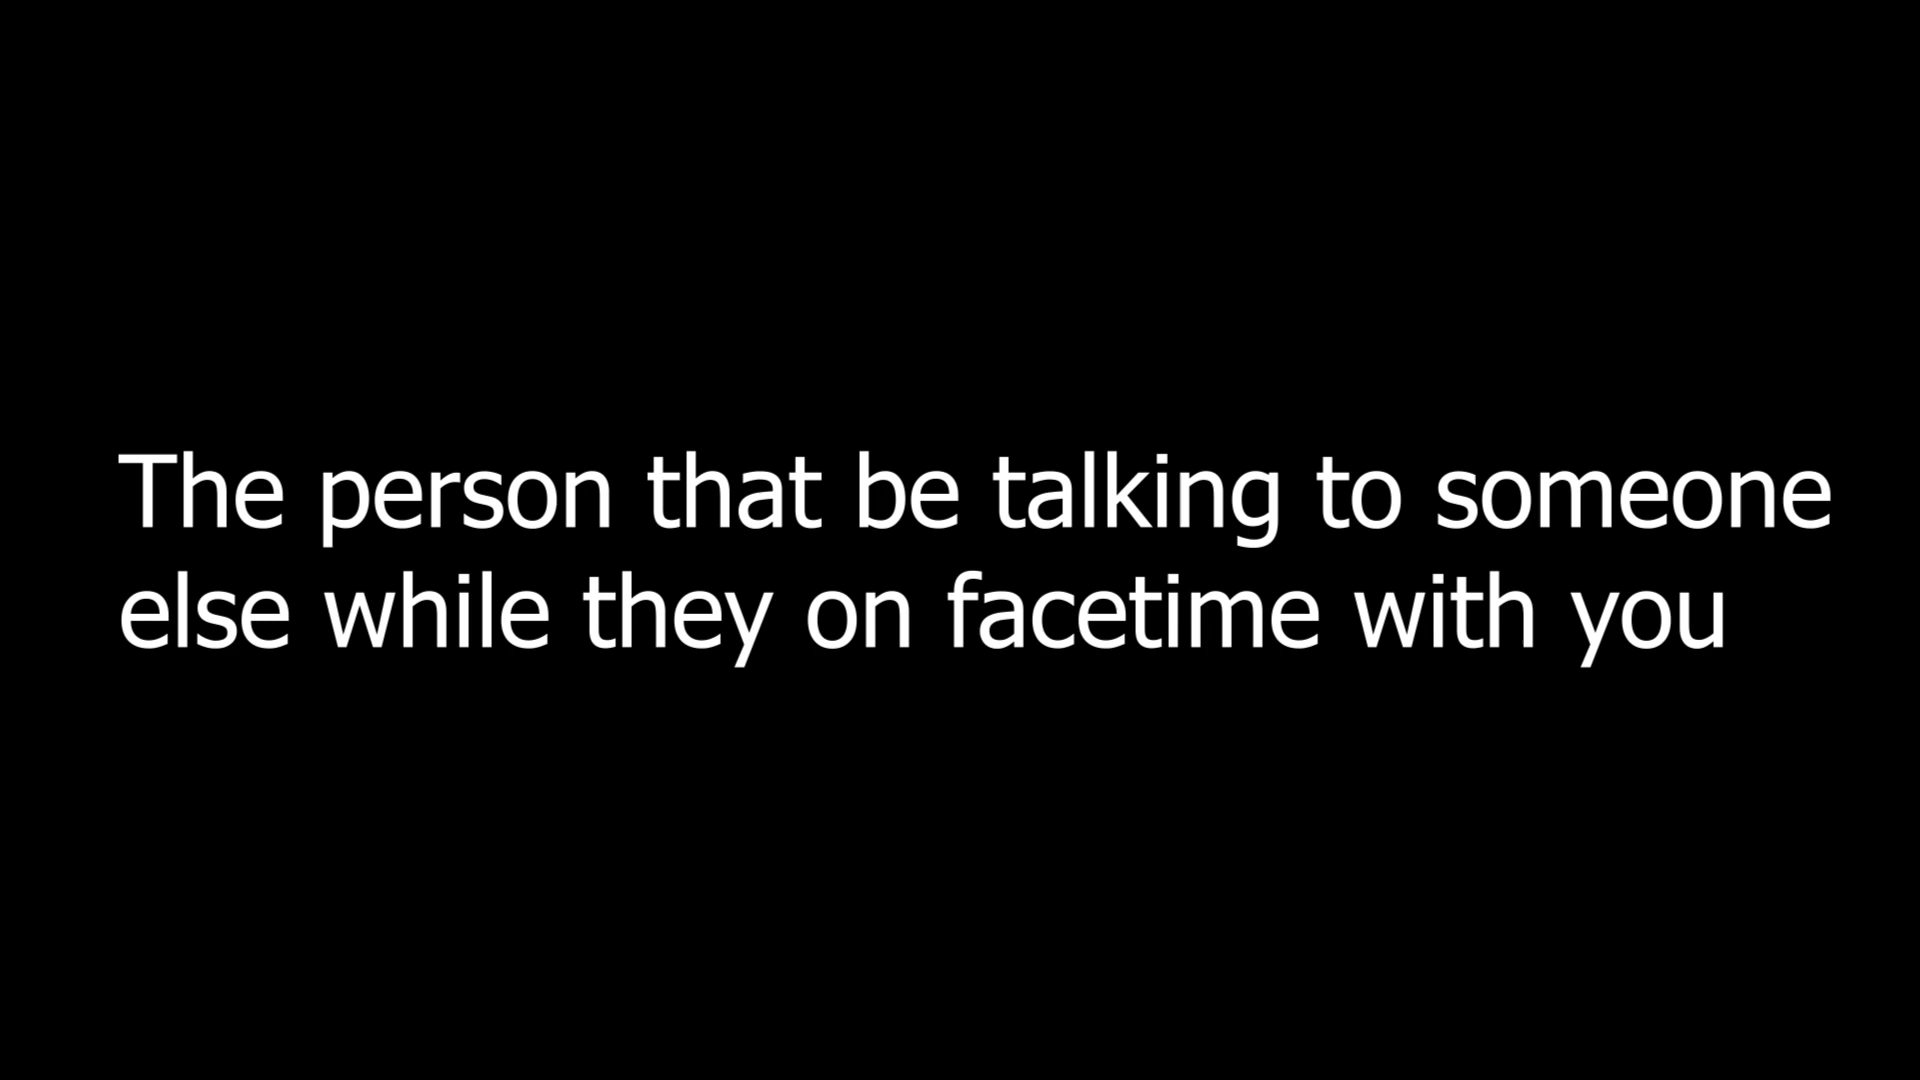 The person that be talking to someone
else while they on facetime with you